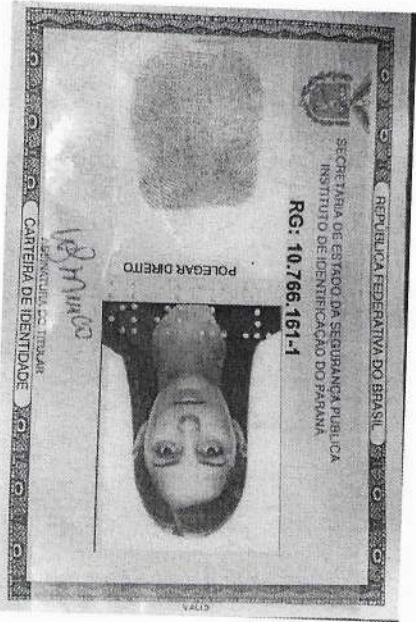 REPÚBLICA FEDERATIVA DO BRASIL
SECRETARIA DE ESTADO DA SEGURANÇA PÚBLICA
INSTITUTO DE IDENTIFICAÇÃO DO PARANÁ
RG: 10.766.161-1
POLEGAR DIREITO
ASSINATURA DO TITULAR
CARTEIRA DE IDENTIDADE